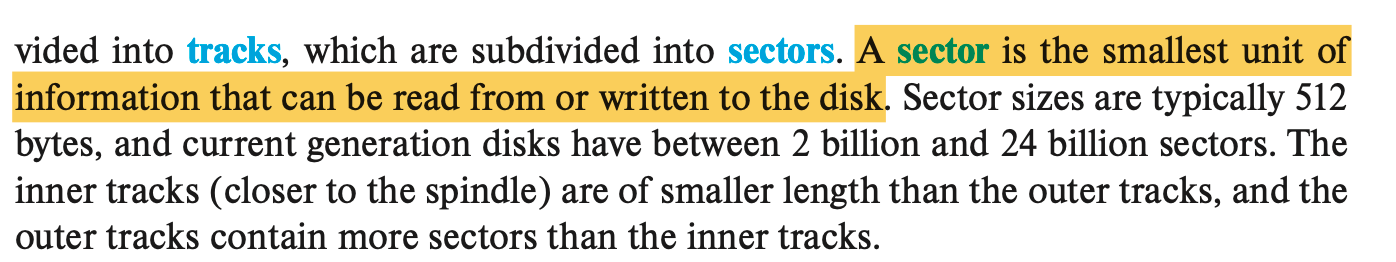 vided into tracks, which are subdivided into sectors. A sector is the smallest unit of
information that can be read from or written to the disk. Sector sizes are typically 512
bytes, and current generation disks have between 2 billion and 24 billion sectors. The
inner tracks (closer to the spindle) are of smaller length than the outer tracks, and the
outer tracks contain more sectors than the inner tracks.